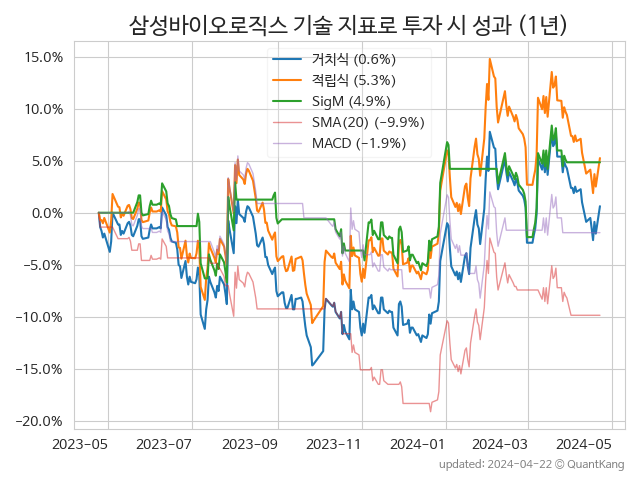 삼성바이오로직스 기술 지표로 투자 시 성과 (1년)
거치식 (0.6%)
적립식 (5.3%)
SigM (4.9%)
SMA(20) (−9.9%)
MACD (−1.9%)
15.0%
10.0%
5.0%
0.0%
−5.0%
−10.0%
−15.0%
−20.0%
2023-05 2023-07 2023-09 2023-11 2024-01 2024-03 2024-05
updated: 2024-04-22 © QuantKang